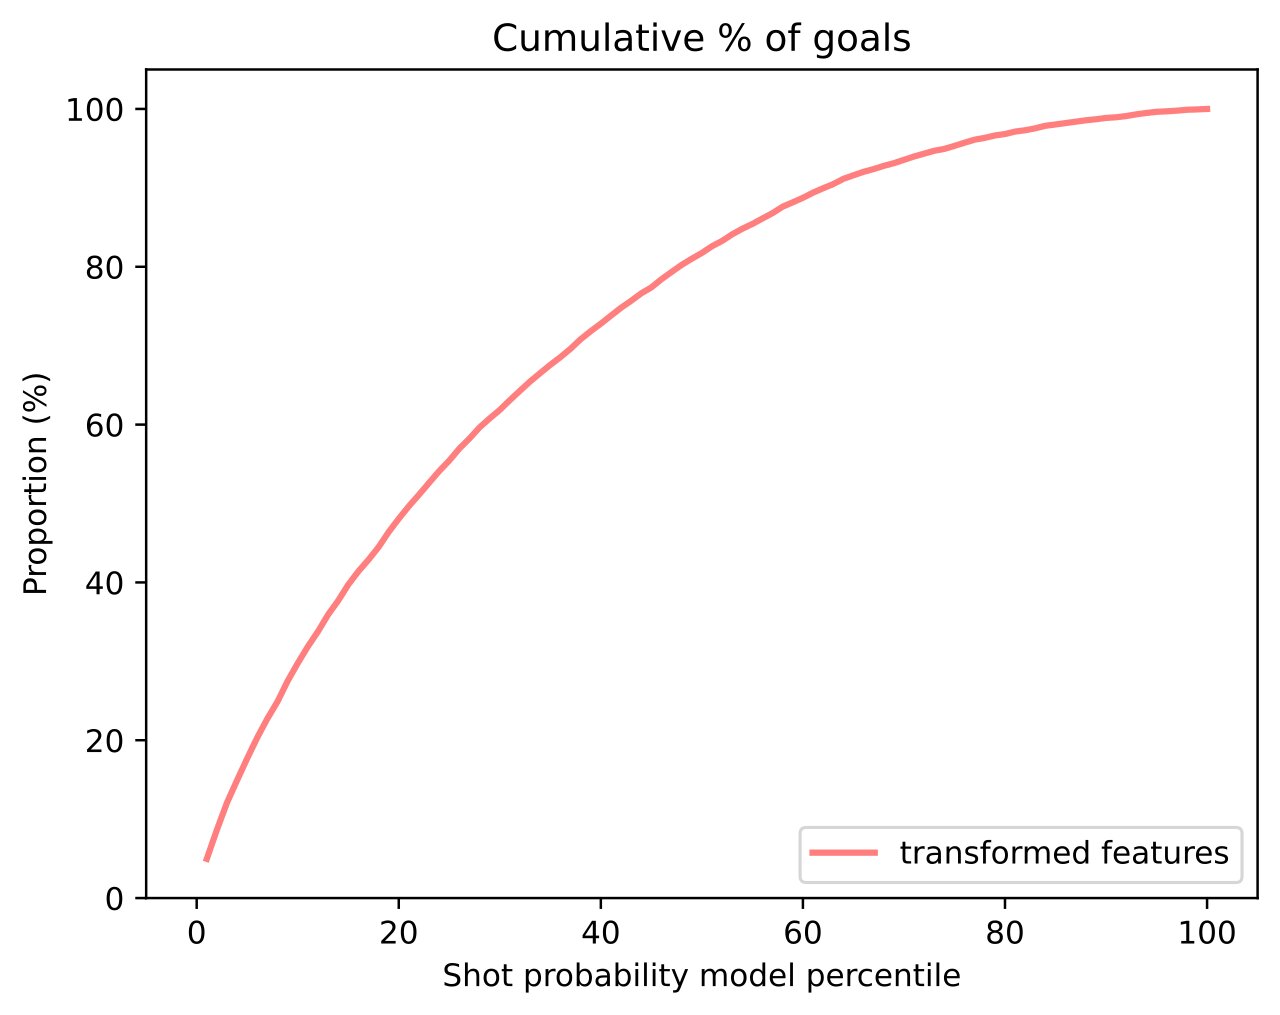 Cumulative % of goals
100
80
60
40
20
0
Proportion (%)
transformed features
0 20 40 60 80 100
Shot probability model percentile